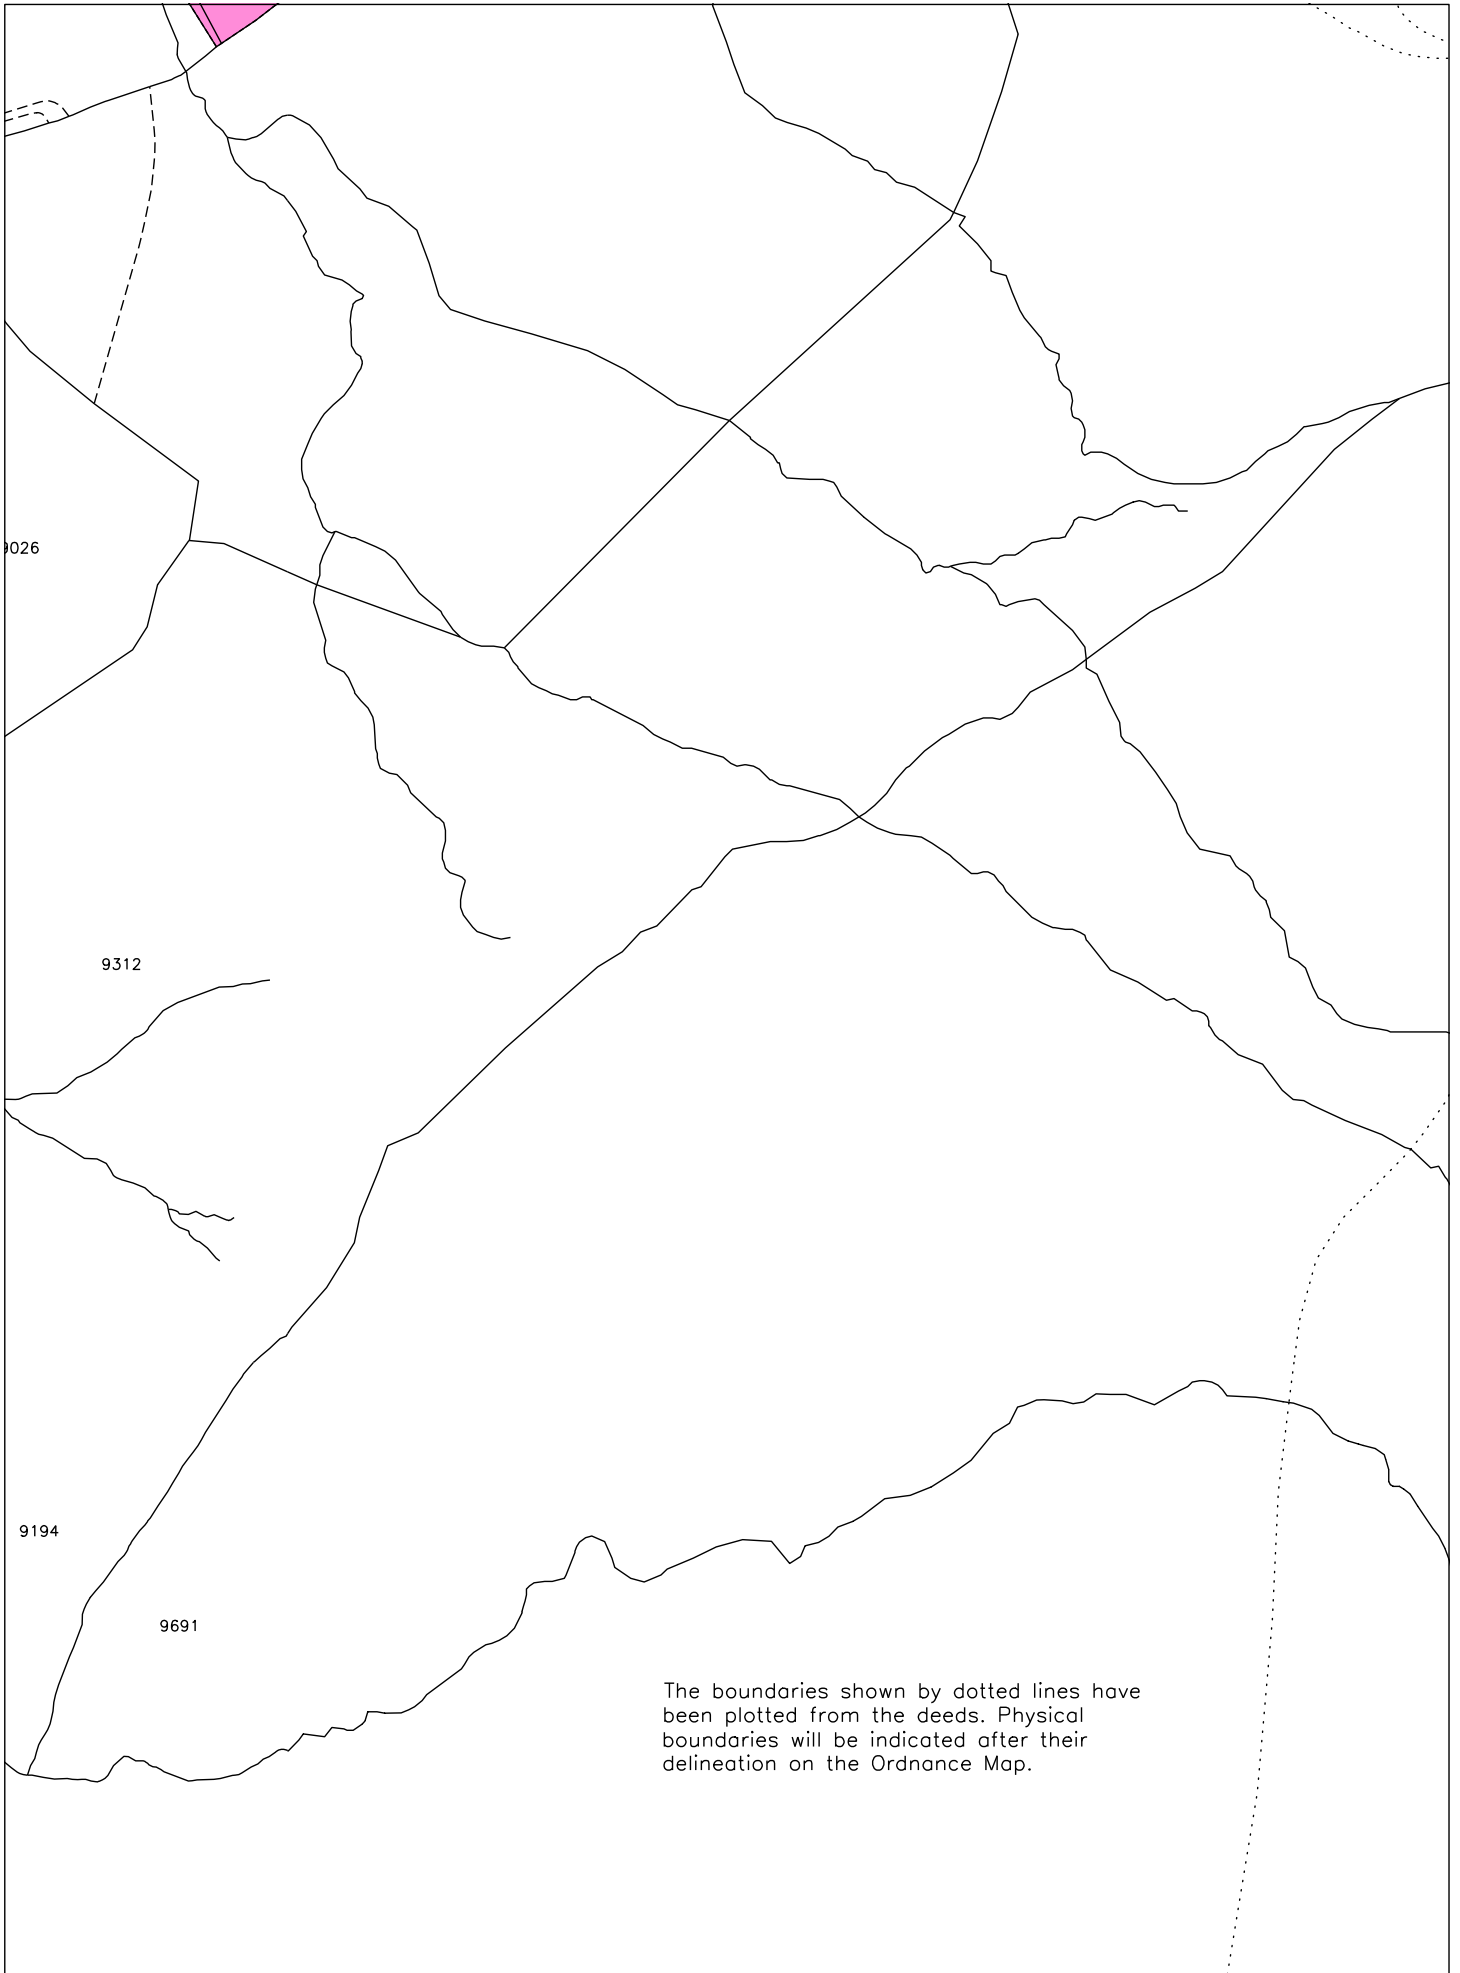 9026
9312
9194
9691
The boundaries shown by dotted lines have
been plotted from the deeds. Physical
boundaries will be indicated after their
delineation on the Ordnance Map.